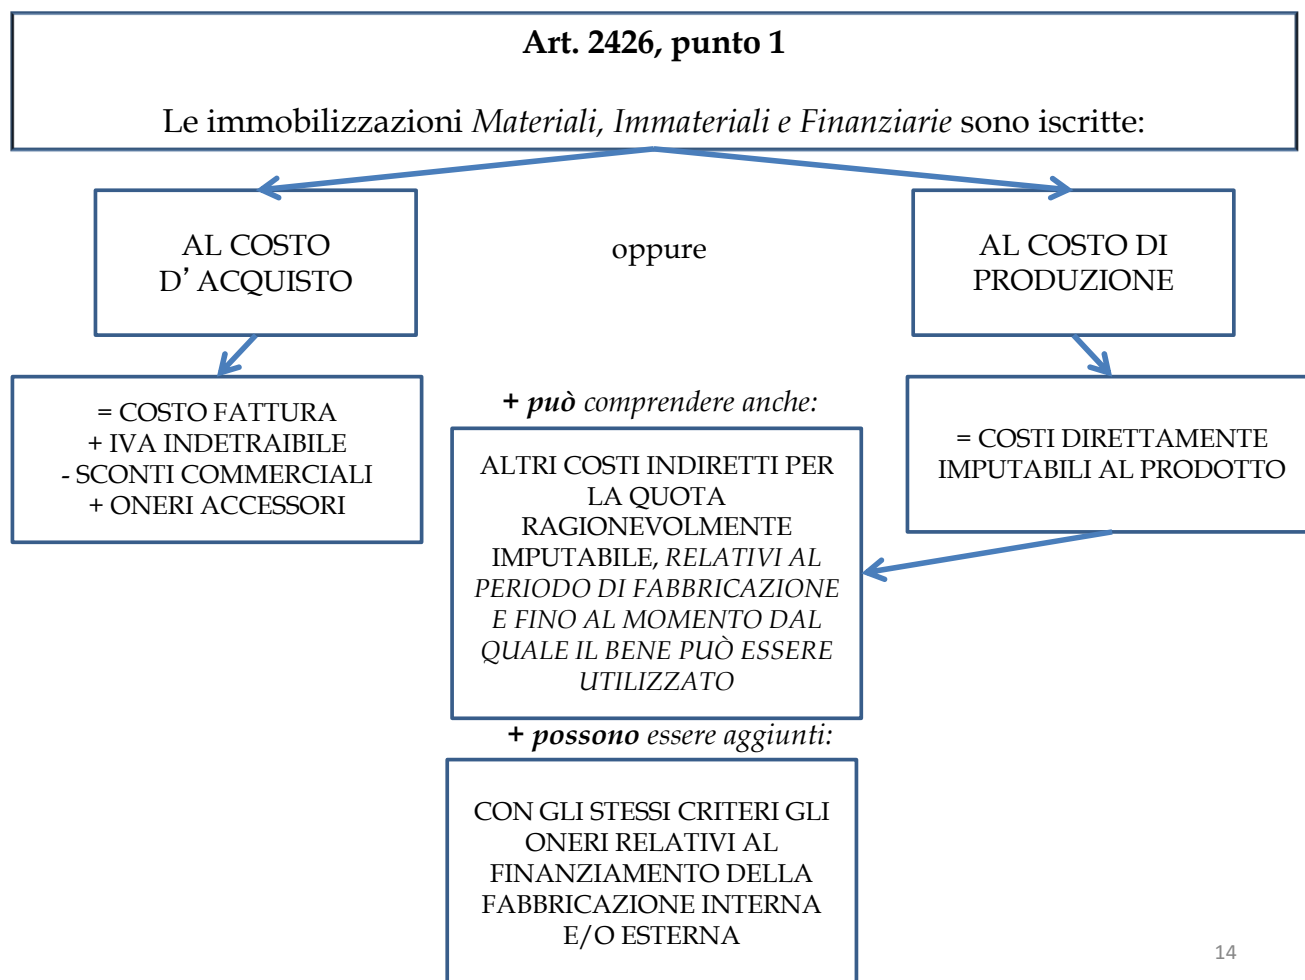 Art. 2426, punto 1
Le immobilizzazioni Materiali, Immateriali e Finanziarie sono iscritte:
AL COSTO
D’ ACQUISTO
oppure
AL COSTO DI
PRODUZIONE
= COSTO FATTURA
+ IVA INDETRAIBILE
- SCONTI COMMERCIALI
+ ONERI ACCESSORI
= COSTI DIRETTAMENTE
IMPUTABILI AL PRODOTTO
+ può comprendere anche:
ALTRI COSTI INDIRETTI PER
LA QUOTA
RAGIONEVOLMENTE
IMPUTABILE, RELATIVI AL
PERIODO DI FABBRICAZIONE
E FINO AL MOMENTO DAL
QUALE IL BENE PUÒ ESSERE
UTILIZZATO
+ possono essere aggiunti:
CON GLI STESSI CRITERI GLI
ONERI RELATIVI AL
FINANZIAMENTO DELLA
FABBRICAZIONE INTERNA
E/O ESTERNA
14